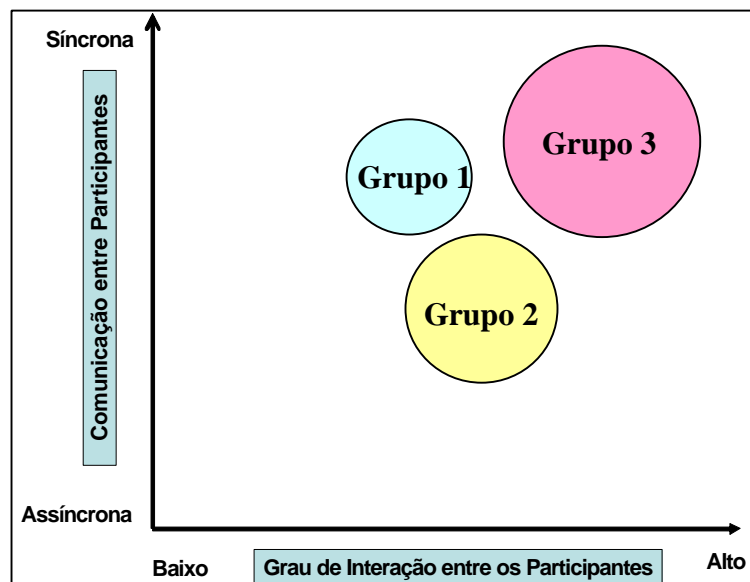 Síncrona
Comunicação entre Participantes
Grupo 3
Grupo 1
Grupo 2
Assíncrona
Baixo
Grau de Interação entre os Participantes
Alto